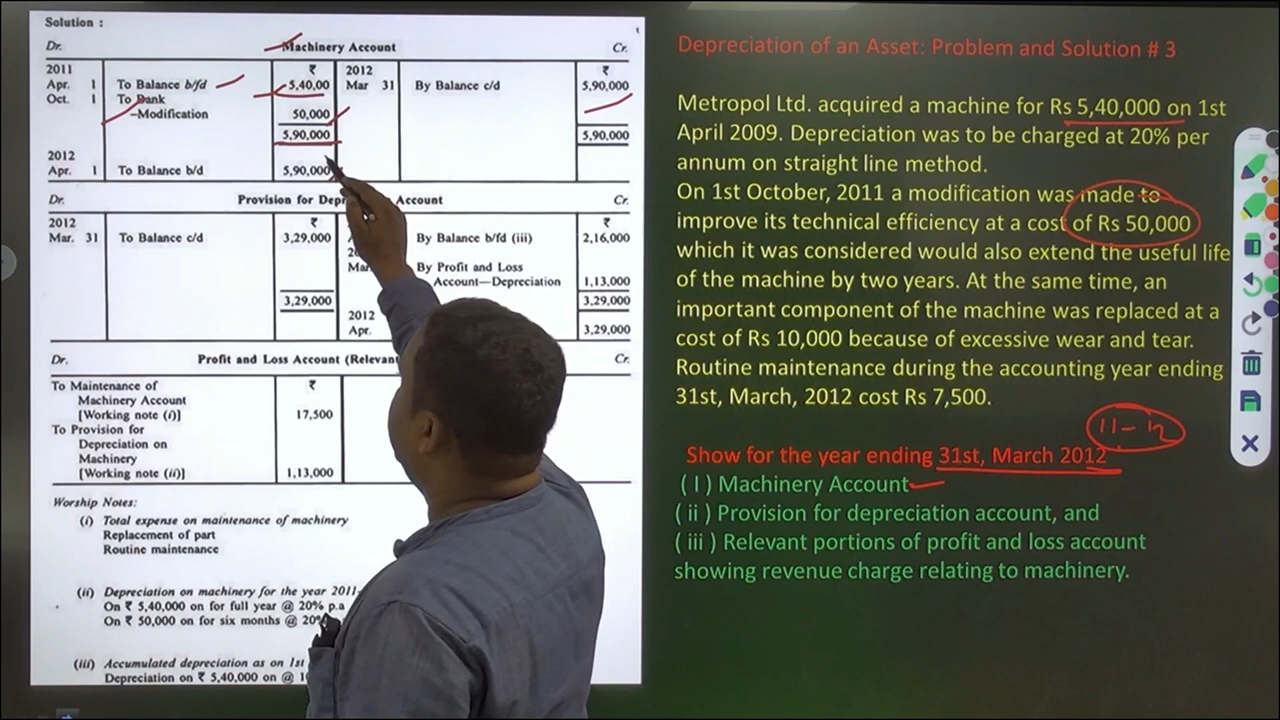 Solution :
Dr. Machinery Account Cr.
2011 ₹ 2012 ₹
Apr. 1 To Balance b/fd 5,40,00 Mar 31 By Balance c/d 5,90,000
Oct. 1 To Bank
–Modification 50,000
5,90,000 5,90,000
2012
Apr. 1 To Balance b/d 5,90,000
Dr. Provision for Depr Account Cr.
2012 ₹ ₹
Mar. 31 To Balance c/d 3,29,000 By Balance b/fd (iii) 2,16,000
Mar By Profit and Loss
Account—Depreciation 1,13,000
3,29,000 3,29,000
2012
Apr. 3,29,000
Dr. Profit and Loss Account (Relevan Cr.
To Maintenance of ₹
Machinery Account
[Working note (i)] 17,500
To Provision for
Depreciation on
Machinery
[Working note (ii)] 1,13,000
Worship Notes:
(i) Total expense on maintenance of machinery
Replacement of part
Routine maintenance
(ii) Depreciation on machinery for the year 2011-
On ₹ 5,40,000 on for full year @ 20% p.a
On ₹ 50,000 on for six months @ 20%
(iii) Accumulated depreciation as on 1st
Depreciation on ₹ 5,40,000 on @
Depreciation of an Asset: Problem and Solution # 3
Metropol Ltd. acquired a machine for Rs 5,40,000 on 1st
April 2009. Depreciation was to be charged at 20% per
annum on straight line method.
On 1st October, 2011 a modification was made to
improve its technical efficiency at a cost of Rs 50,000
which it was considered would also extend the useful life
of the machine by two years. At the same time, an
important component of the machine was replaced at a
cost of Rs 10,000 because of excessive wear and tear.
Routine maintenance during the accounting year ending
31st, March, 2012 cost Rs 7,500.
11 – 12
Show for the year ending 31st, March 2012
( I ) Machinery Account
( ii ) Provision for depreciation account, and
( iii ) Relevant portions of profit and loss account
showing revenue charge relating to machinery.